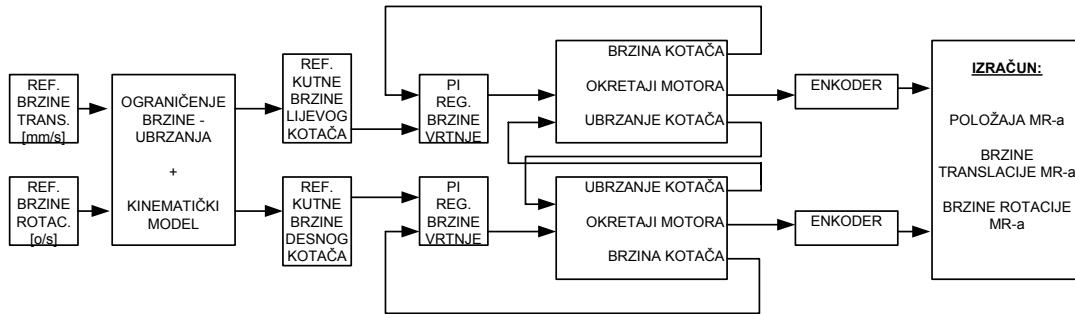 REF.
BRZINE
TRANS.
[mm/s]
REF.
BRZINE
ROTAC.
[o/s]
OGRANIČENJE
BRZINE -
UBRZANJA
+
KINEMATIČKI
MODEL
REF.
KUTNE
BRZINE
LIJEVOG
KOTAČA
REF.
KUTNE
BRZINE
DESNOG
KOTAČA
PI
REG.
BRZINE
VRTNJE
PI
REG.
BRZINE
VRTNJE
BRZINA KOTAČA
OKRETAJI MOTORA
UBRZANJE KOTAČA
UBRZANJE KOTAČA
OKRETAJI MOTORA
BRZINA KOTAČA
ENKODER
ENKODER
IZRAČUN:
POLOŽAJA MR-a
BRZINE
TRANSLACIJE MR-a
BRZINE ROTACIJE
MR-a